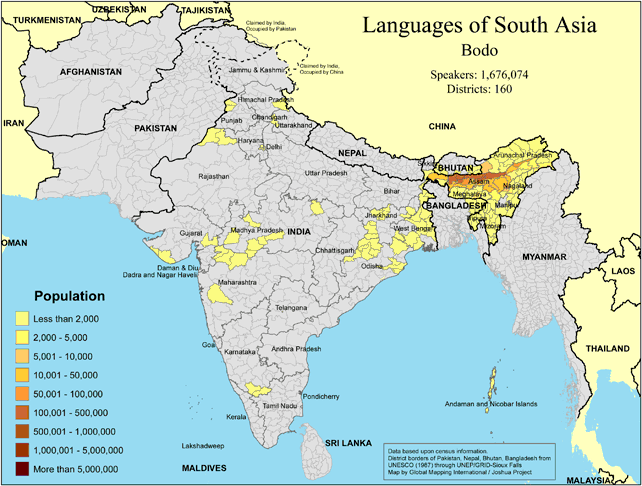 UZBEKISTAN
TAJIKISTAN
TURKMENISTAN
Languages of South Asia
Bodo
Speakers: 1,676,074
Districts: 160
Claimed by India,
Occupied by Pakistan
Claimed by India,
Occupied by China
AFGHANISTAN
Jammu & Kashmir
Himachal Pradesh
IRAN
PAKISTAN
Punjab
Chandigarh
Uttarakhand
CHINA
Haryana
Delhi
NEPAL
BHUTAN
Arunachal Pradesh
Rajasthan
Uttar Pradesh
Assam
Nagaland
Bihar
Meghalaya
BANGLADESH
Manipur
Jharkhand
Mizoram
OMAN
Gujarat
Madhya Pradesh
INDIA
West Bengal
Chhattisgarh
MYANMAR
LAOS
Daman & Diu
Dadra and Nagar Haveli
Odisha
Maharashtra
Telangana
THAILAND
Goa
Karnataka
Andhra Pradesh
Pondicherry
Tamil Nadu
Kerala
Andaman and Nicobar Islands
Lakshadweep
SRI LANKA
MALDIVES
MALAYSIA
Population
Less than 2,000
2,000 - 5,000
5,001 - 10,000
10,001 - 50,000
50,001 - 100,000
100,001 - 500,000
500,001 - 1,000,000
1,000,001 - 5,000,000
More than 5,000,000
Data based upon census information.
District borders of Pakistan, Nepal, Bhutan, Bangladesh from
UNESCO (1987) through UNEP/GRID-Sioux Falls
Map by Global Mapping International / Joshua Project